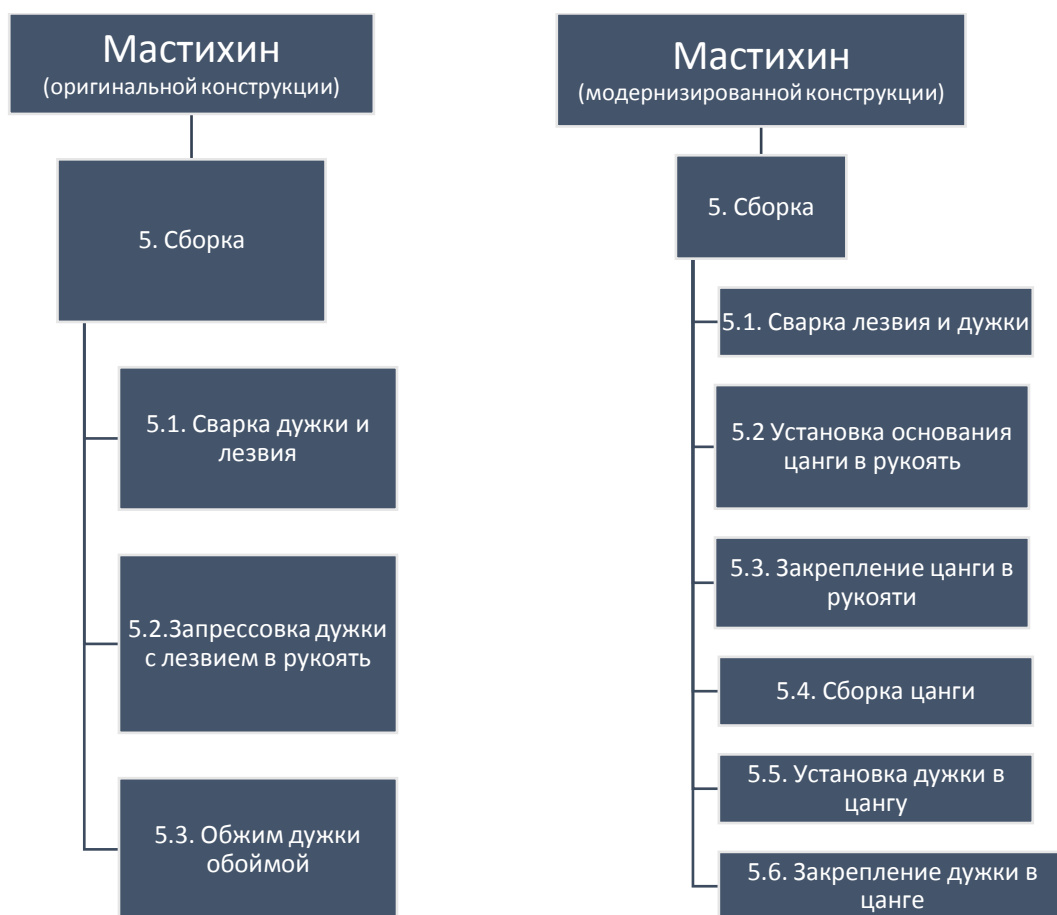 Мастихин
(оригинальной конструкции)
5. Сборка
5.1. Сварка дужки и
лезвия
5.2.Запрессовка дужки
с лезвием в рукоять
5.3. Обжим дужки
обоймой
Мастихин
(модернизированной конструкции)
5. Сборка
5.1. Сварка лезвия и дужки
5.2 Установка основания
цанги в рукоять
5.3. Закрепление цанги в
рукояти
5.4. Сборка цанги
5.5. Установка дужки в
цангу
5.6. Закрепление дужки в
цанге